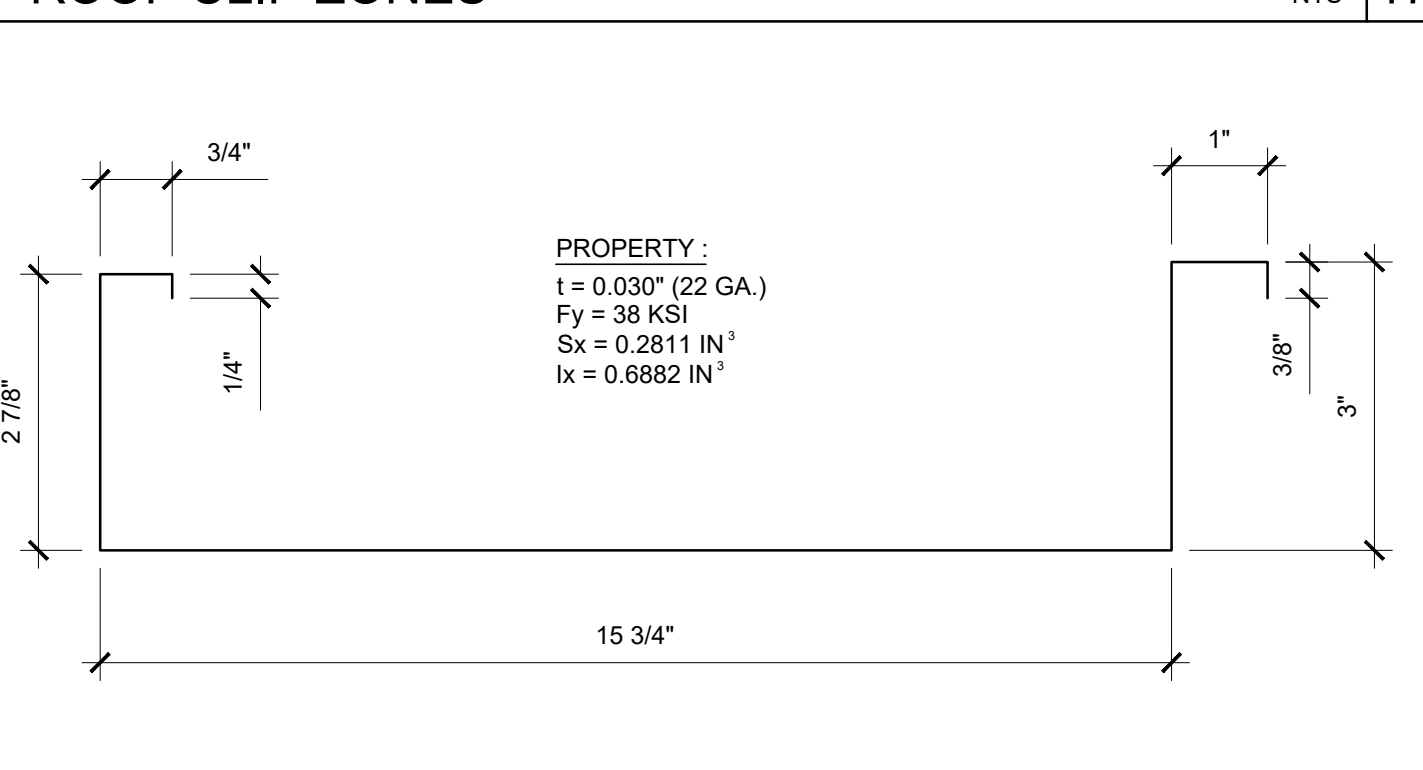 3/4"
1"
PROPERTY :
t = 0.030" (22 GA.)
Fy = 38 KSI
Sx = 0.2811 IN³
Ix = 0.6882 IN³
1/4"
2 7/8"
3/8"
3"
15 3/4"